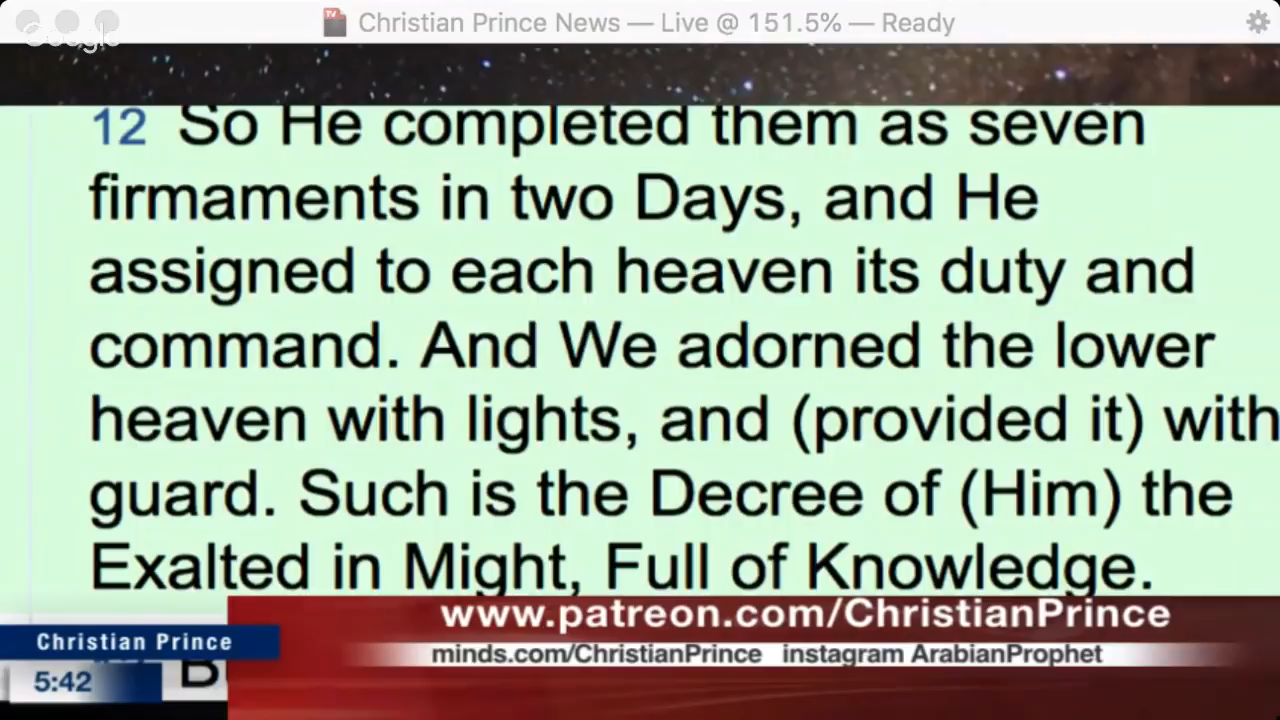 Christian Prince News — Live @ 151.5% — Ready
Google
12 So He completed them as seven
firmaments in two Days, and He
assigned to each heaven its duty and
command. And We adorned the lower
heaven with lights, and (provided it) with
guard. Such is the Decree of (Him) the
Exalted in Might, Full of Knowledge.
www.patreon.com/ChristianPrince
Christian Prince
minds.com/ChristianPrince instagram ArabianProphet
5:42